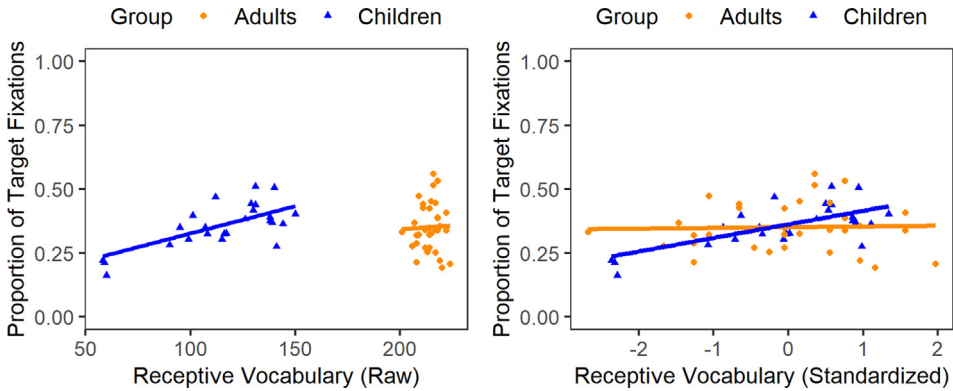 Group Adults Children
Proportion of Target Fixations
1.00
0.75
0.50
0.25
0.00
50 100 150 200
Receptive Vocabulary (Raw)
Group Adults Children
Proportion of Target Fixations
1.00
0.75
0.50
0.25
0.00
-2 -1 0 1 2
Receptive Vocabulary (Standardized)